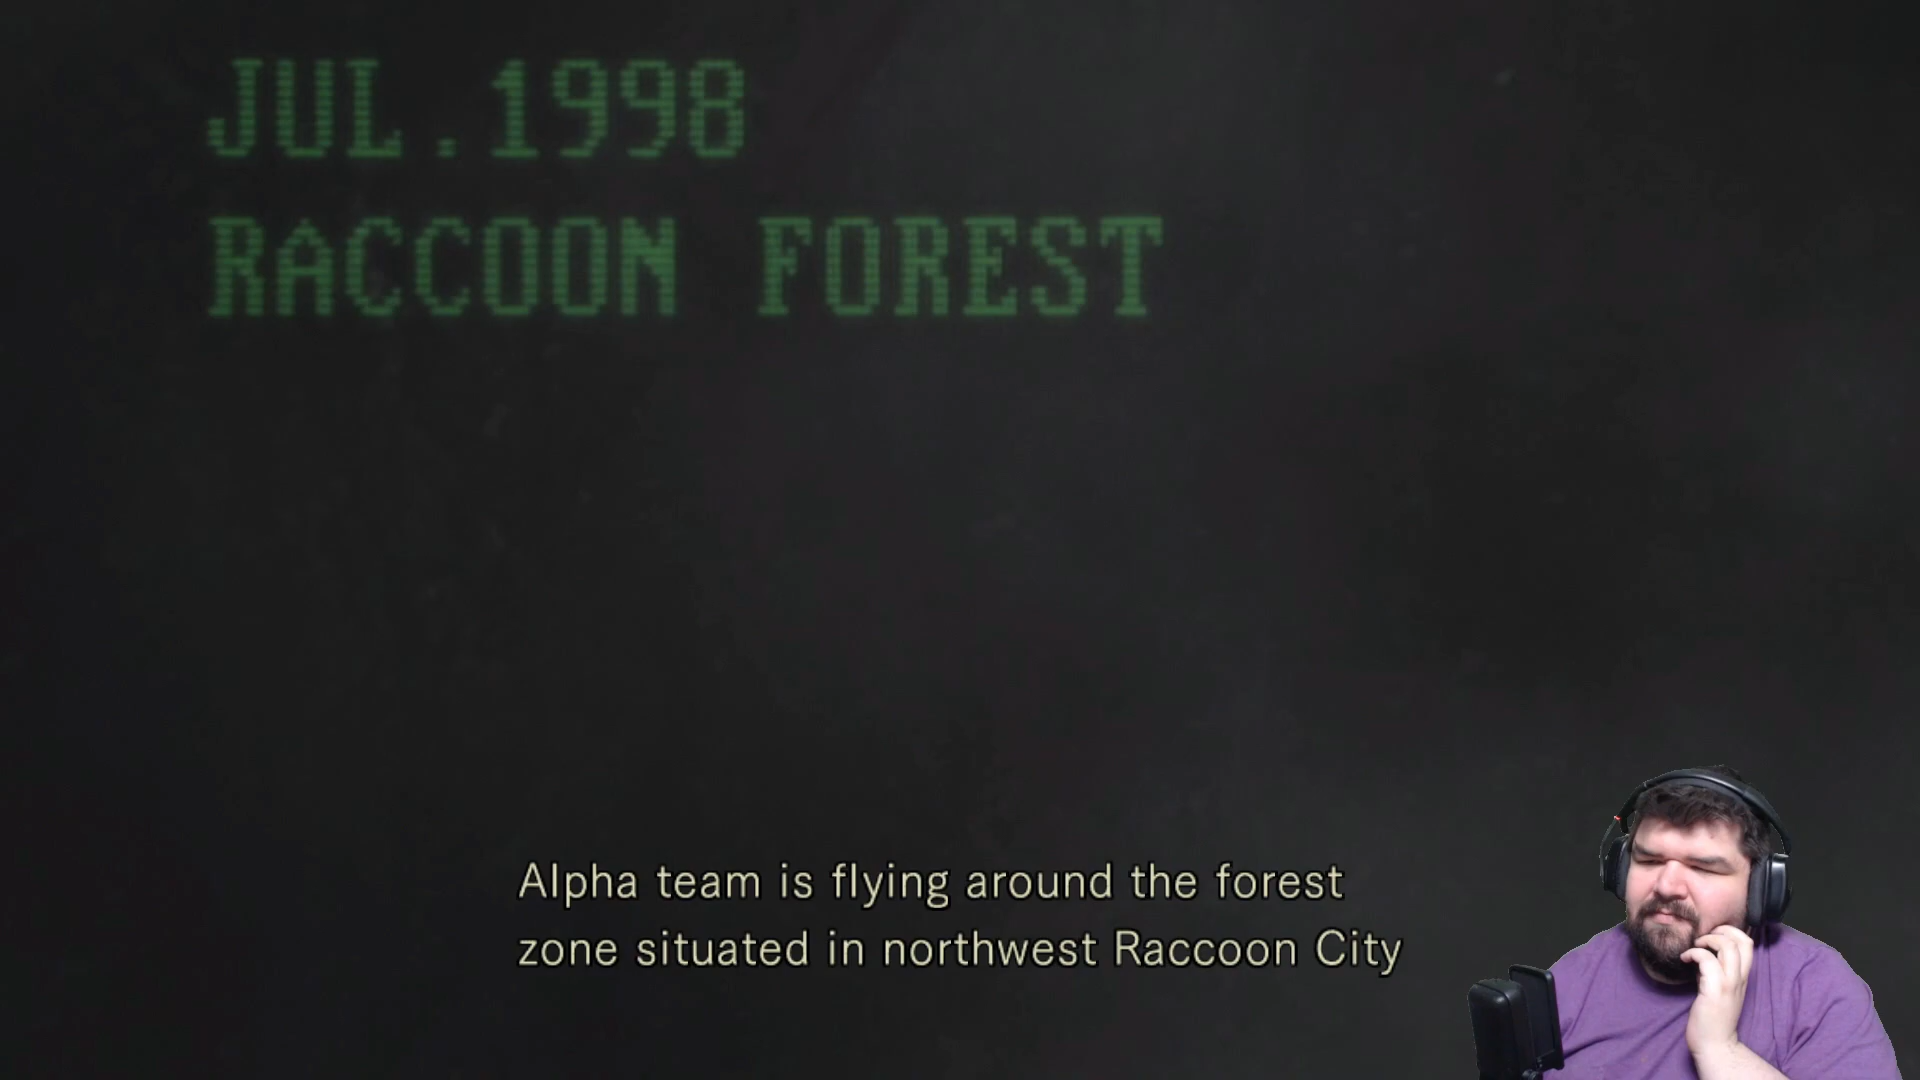 JUL.1998
RACCOON FOREST
Alpha team is flying around the forest
zone situated in northwest Raccoon City